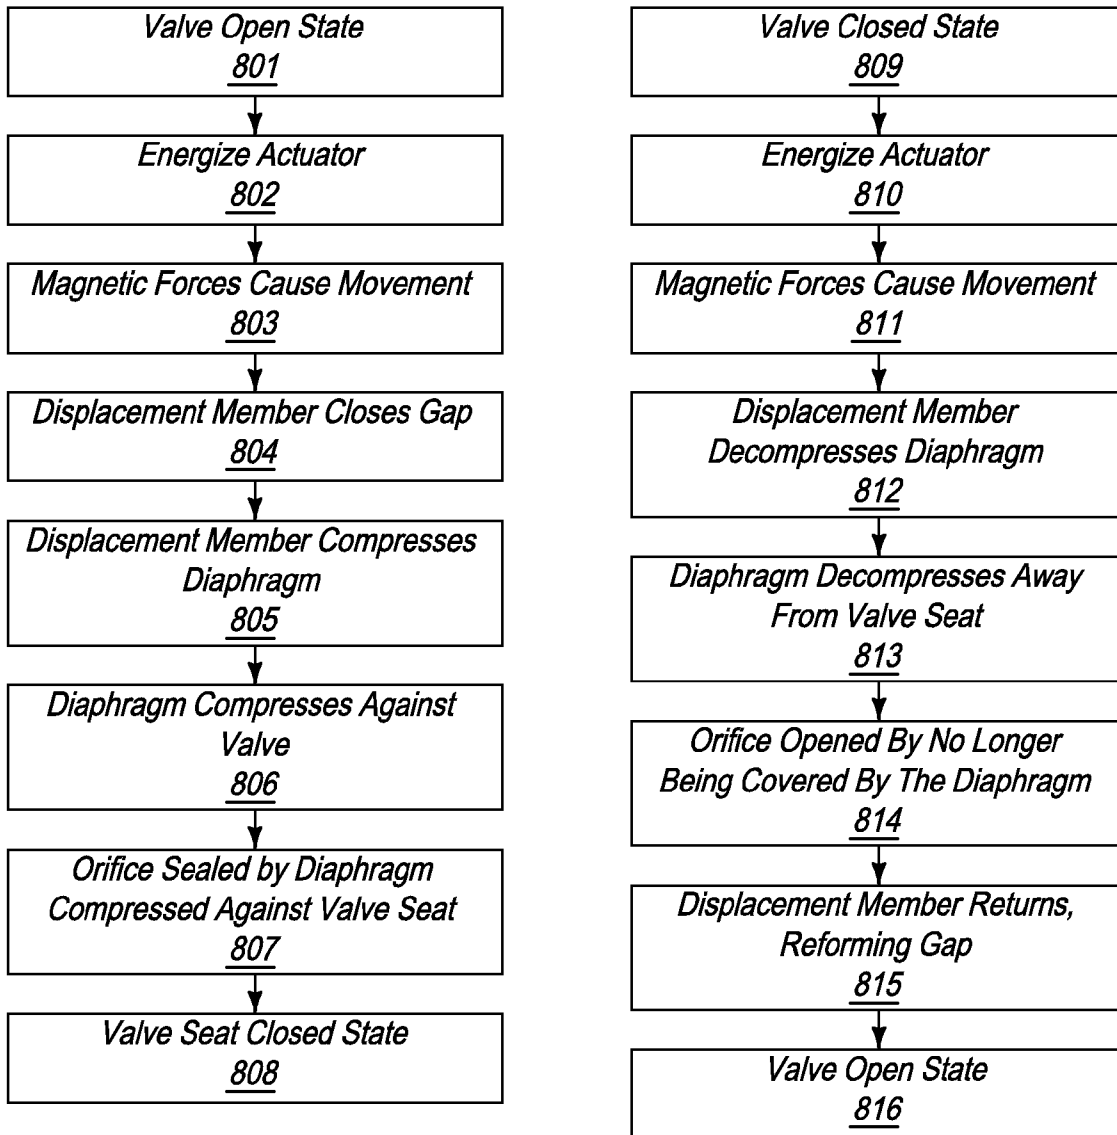 Valve Open State
801
Energize Actuator
802
Magnetic Forces Cause Movement
803
Displacement Member Closes Gap
804
Displacement Member Compresses
Diaphragm
805
Diaphragm Compresses Against
Valve
806
Orifice Sealed by Diaphragm
Compressed Against Valve Seat
807
Valve Seat Closed State
808
Valve Closed State
809
Energize Actuator
810
Magnetic Forces Cause Movement
811
Displacement Member
Decompresses Diaphragm
812
Diaphragm Decompresses Away
From Valve Seat
813
Orifice Opened By No Longer
Being Covered By The Diaphragm
814
Displacement Member Returns,
Reforming Gap
815
Valve Open State
816